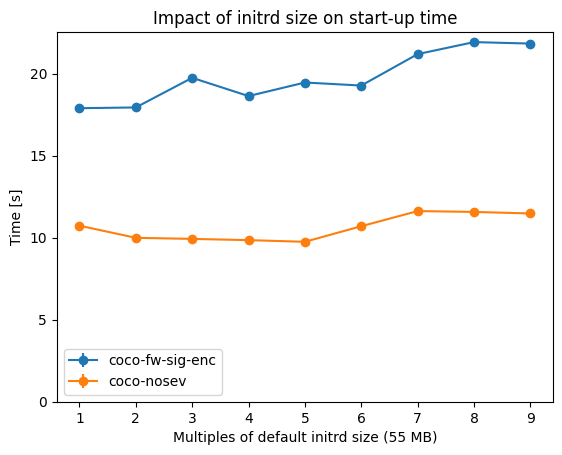 Impact of initrd size on start-up time
Time [s]
20
15
10
5
0
coco-fw-sig-enc
coco-nosev
1 2 3 4 5 6 7 8 9
Multiples of default initrd size (55 MB)